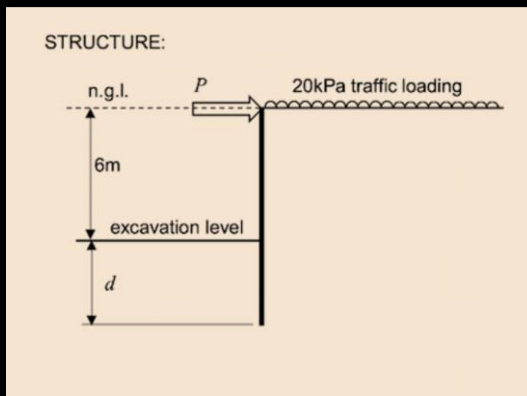 STRUCTURE:
n.g.l. P 20kPa traffic loading
6m
excavation level
d